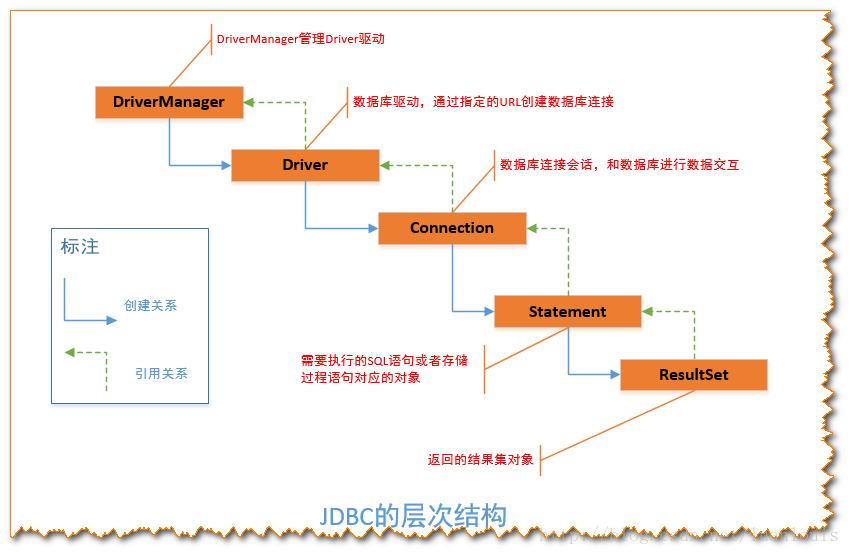 DriverManager管理Driver驱动
DriverManager
数据库驱动，通过指定的URL创建数据库连接
Driver
数据库连接会话，和数据库进行数据交互
Connection
标注
创建关系
引用关系
Statement
需要执行的SQL语句或者存储
过程语句对应的对象
ResultSet
返回的结果集对象
JDBC的层次结构